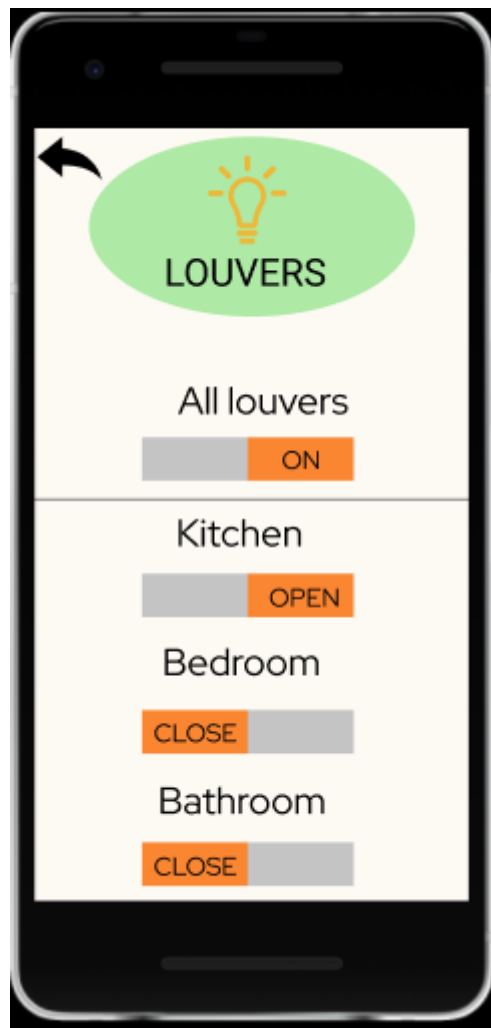 LOUVERS
All louvers
ON
Kitchen
OPEN
Bedroom
CLOSE
Bathroom
CLOSE